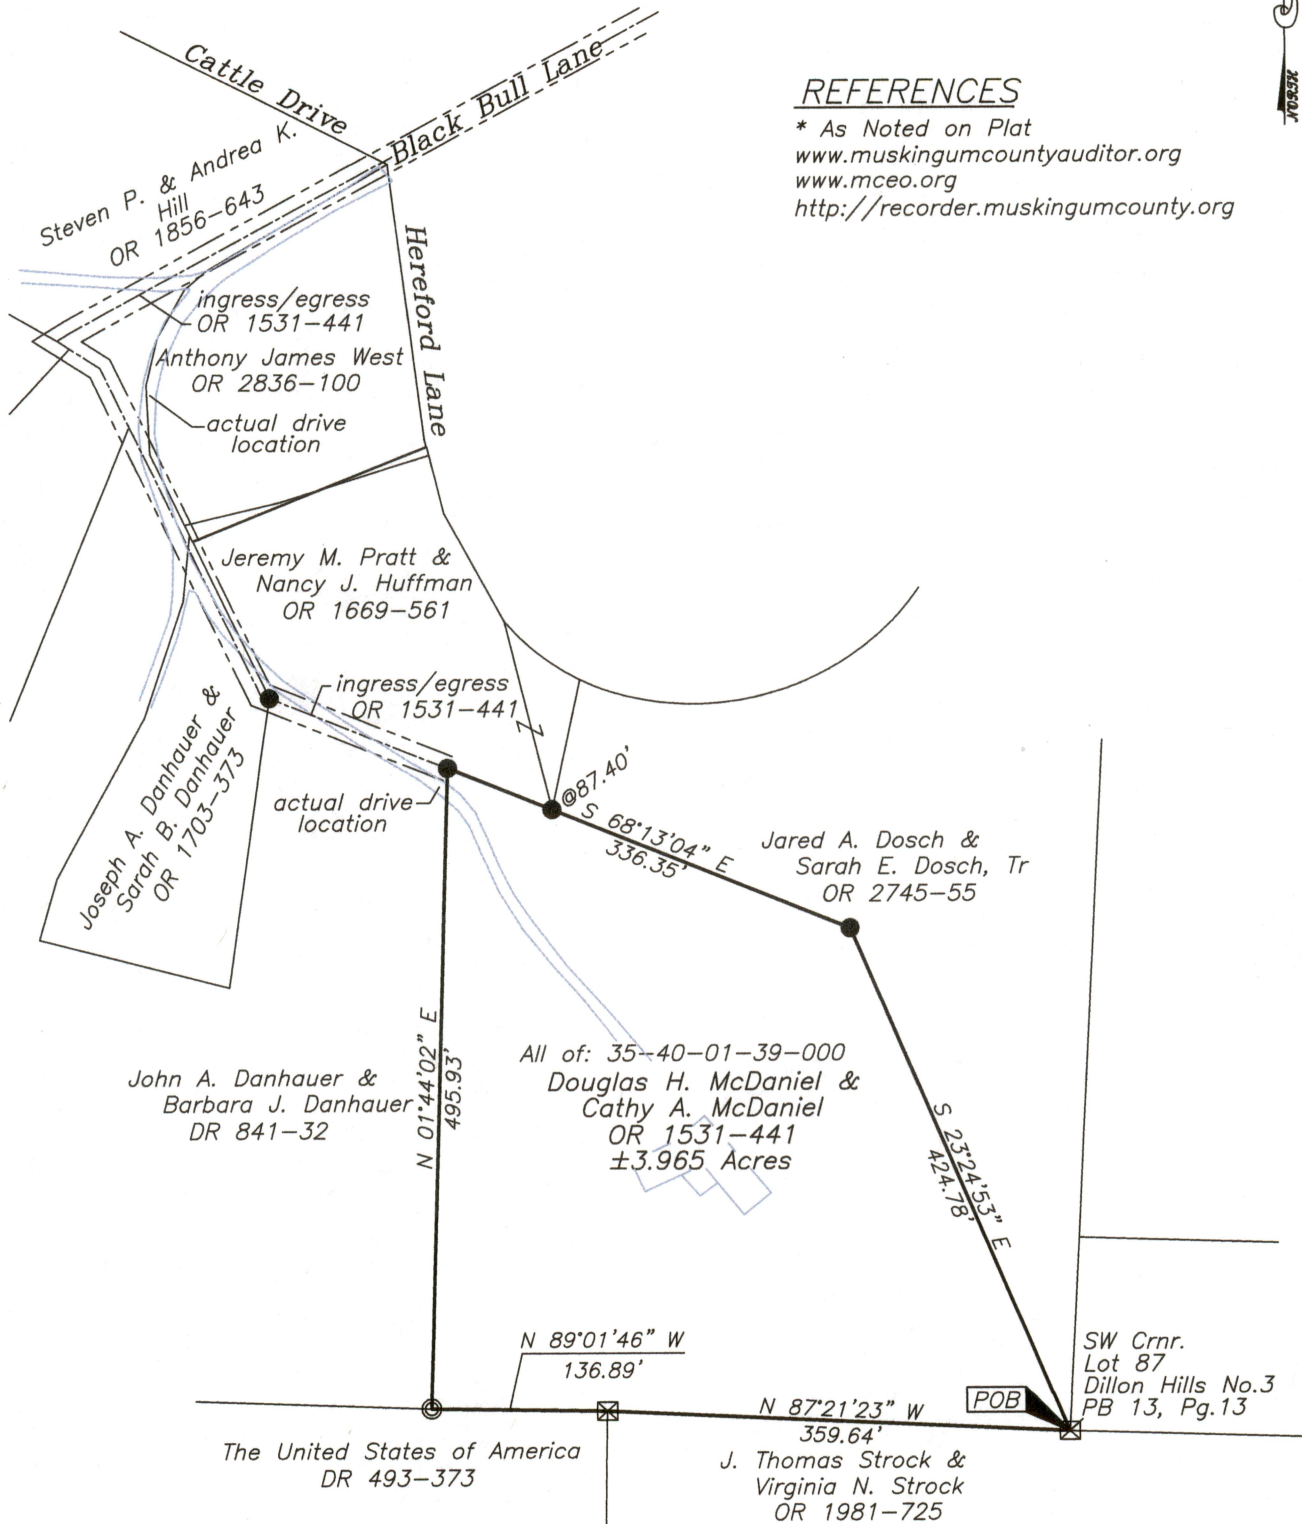 NORTH
REFERENCES
* As Noted on Plat
www.muskingumcountyauditor.org
www.mceo.org
http://recorder.muskingumcounty.org
Cattle Drive
Black Bull Lane
Steven P. & Andrea K.
Hill
OR 1856-643
Hereford Lane
ingress/egress
OR 1531-441
Anthony James West
OR 2836-100
actual drive
location
Jeremy M. Pratt &
Nancy J. Huffman
OR 1669-561
ingress/egress
OR 1531-441
Z
Joseph A. Danhauer &
Sarah B. Danhauer
OR 1703-373
actual drive
location
@87.40'
S 68°13'04" E
336.35'
Jared A. Dosch &
Sarah E. Dosch, Tr
OR 2745-55
N 01°44'02" E
495.93'
John A. Danhauer &
Barbara J. Danhauer
DR 841-32
All of: 35-40-01-39-000
Douglas H. McDaniel &
Cathy A. McDaniel
OR 1531-441
±3.965 Acres
S 23°24'53" E
424.78'
N 89°01'46" W
136.89'
SW Crnr.
Lot 87
Dillon Hills No.3
PB 13, Pg.13
POB
N 87°21'23" W
359.64'
The United States of America
DR 493-373
J. Thomas Strock &
Virginia N. Strock
OR 1981-725